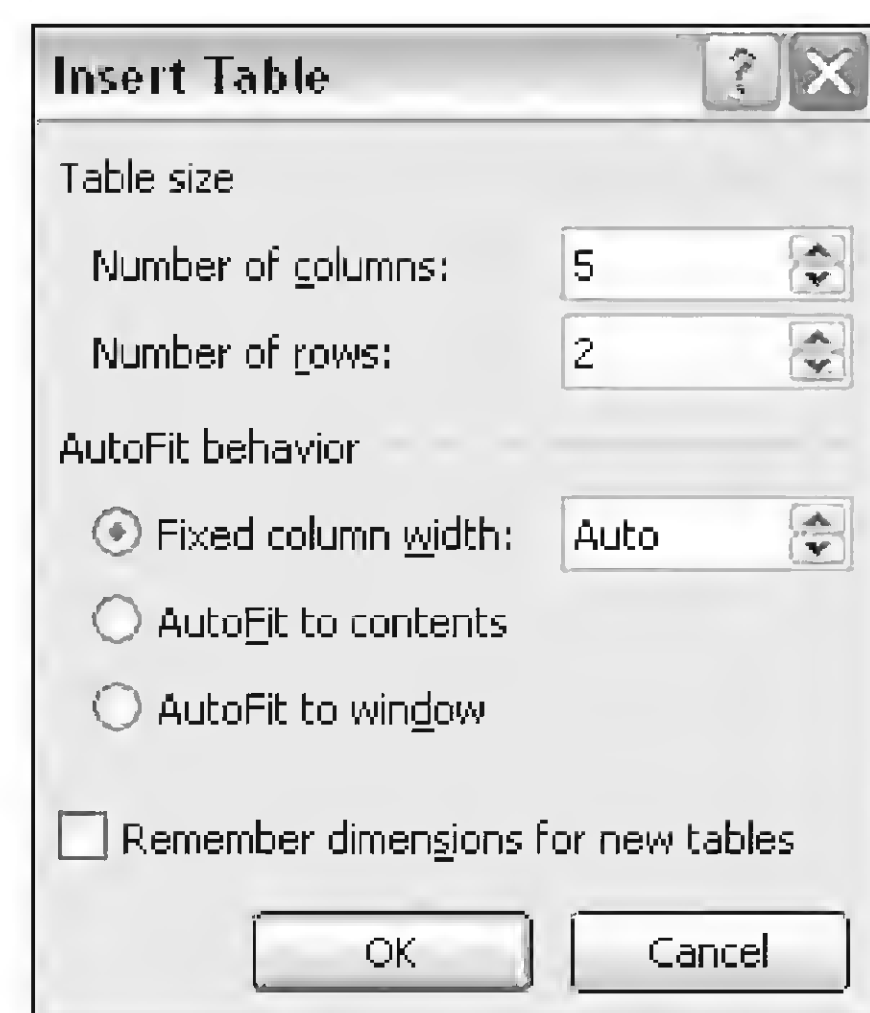 Insert Table
?
Table size
Number of columns: 5
Number of rows: 2
AutoFit behavior
Fixed column width: Auto
AutoFit to contents
AutoFit to window
Remember dimensions for new tables
OK Cancel